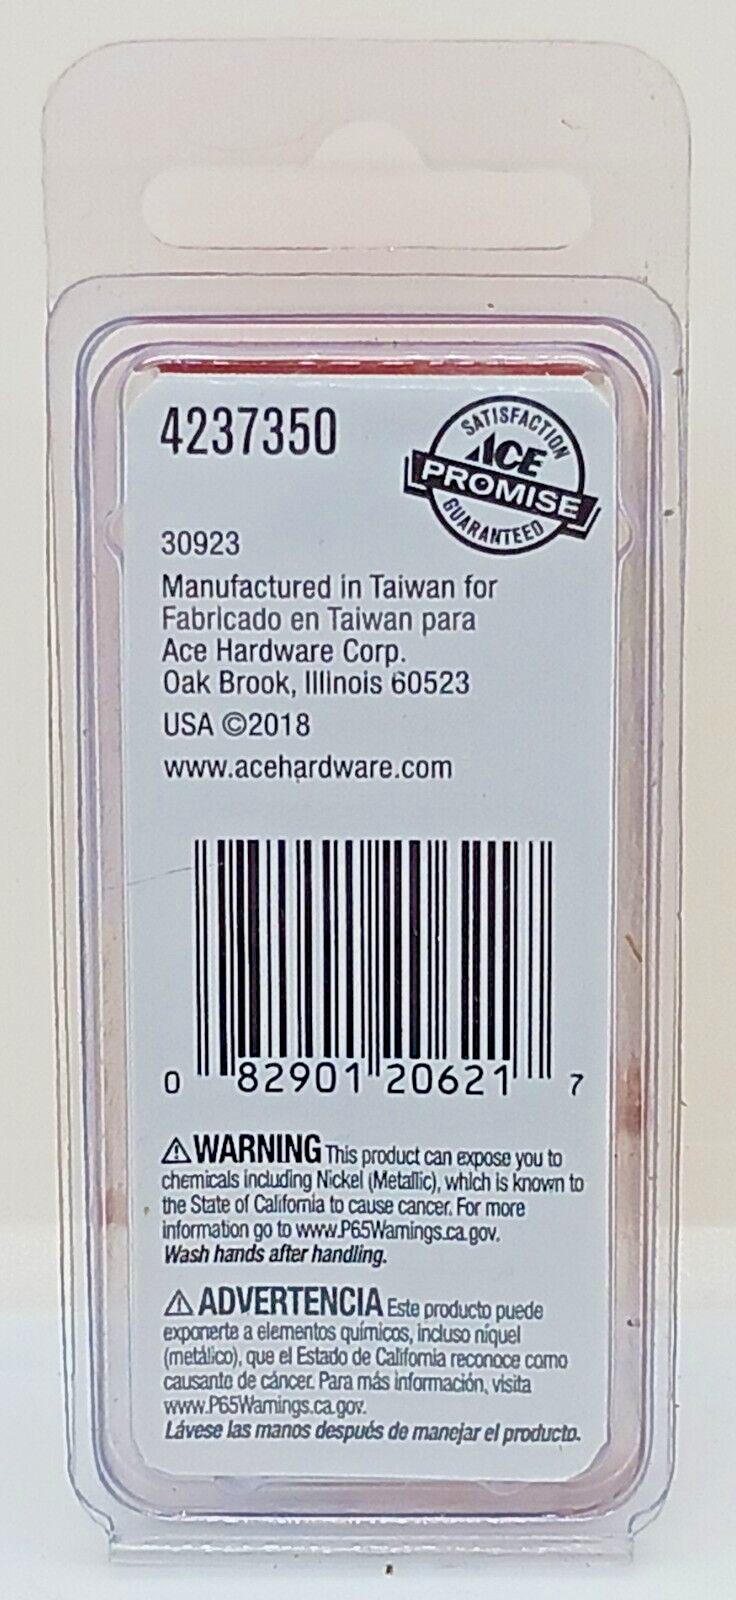 4237350
SATISFACTION
ACE
PROMISE
GUARANTEED
30923
Manufactured in Taiwan for
Fabricado en Taiwan para
Ace Hardware Corp.
Oak Brook, Illinois 60523
USA ©2018
www.acehardware.com
0 82901 20621 7
⚠WARNING This product can expose you to
chemicals including Nickel (Metallic), which is known to
the State of California to cause cancer. For more
information go to www.P65Warnings.ca.gov.
Wash hands after handling.
⚠ADVERTENCIA Este producto puede
exponerte a elementos químicos, incluso níquel
(metálico), que el Estado de California reconoce como
causante de cáncer. Para más información, visita
www.P65Warnings.ca.gov.
Lávese las manos después de manejar el producto.